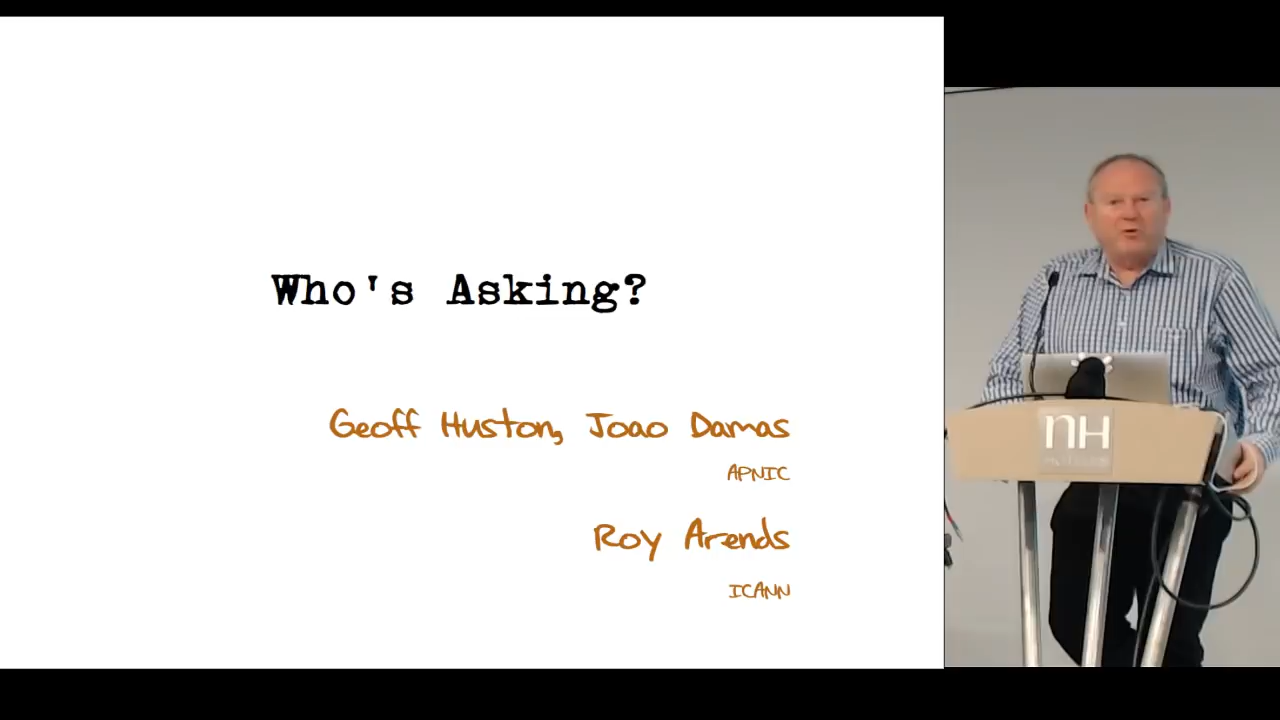 Who's Asking?
Geoff Huston, Joao Damas
APNIC
Roy Arends
ICANN
nH